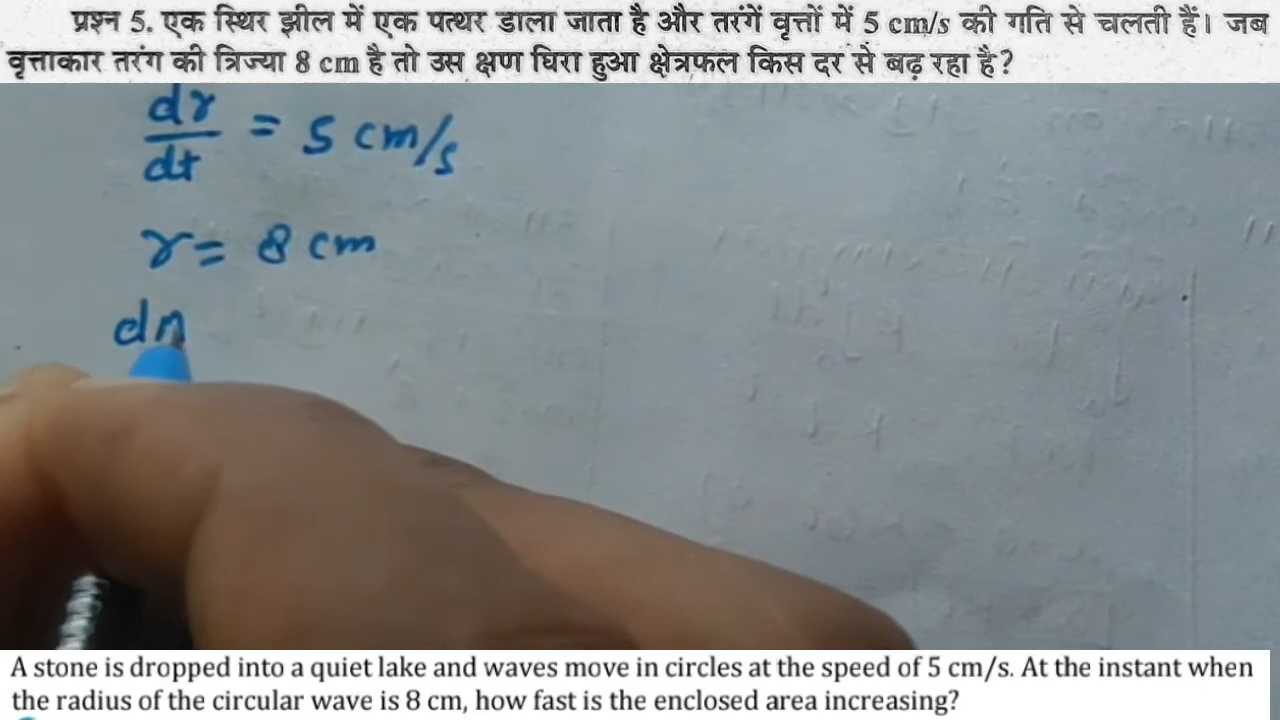 प्रश्न 5. एक स्थिर झील में एक पत्थर डाला जाता है और तरंगें वृत्तों में 5 cm/s की गति से चलती हैं। जब
वृत्ताकार तरंग की त्रिज्या 8 cm है तो उस क्षण घिरा हुआ क्षेत्रफल किस दर से बढ़ रहा है?
dr/dt = 5 cm/s
r = 8 cm
A stone is dropped into a quiet lake and waves move in circles at the speed of 5 cm/s. At the instant when
the radius of the circular wave is 8 cm, how fast is the enclosed area increasing?